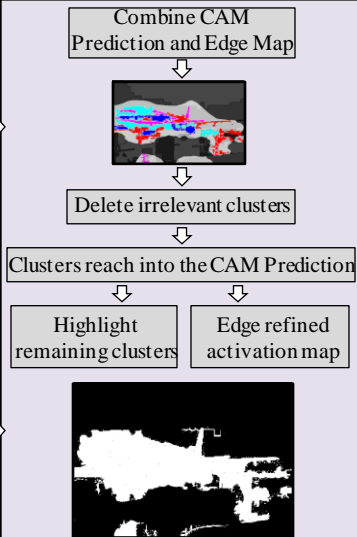 Combine CAM
Prediction and Edge Map
Delete irrelevant clusters
Clusters reach into the CAM Prediction
Highlight
remaining clusters
Edge refined
activation map